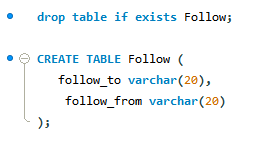 drop table if exists Follow;
CREATE TABLE Follow (
follow_to varchar(20),
follow_from varchar(20)
);